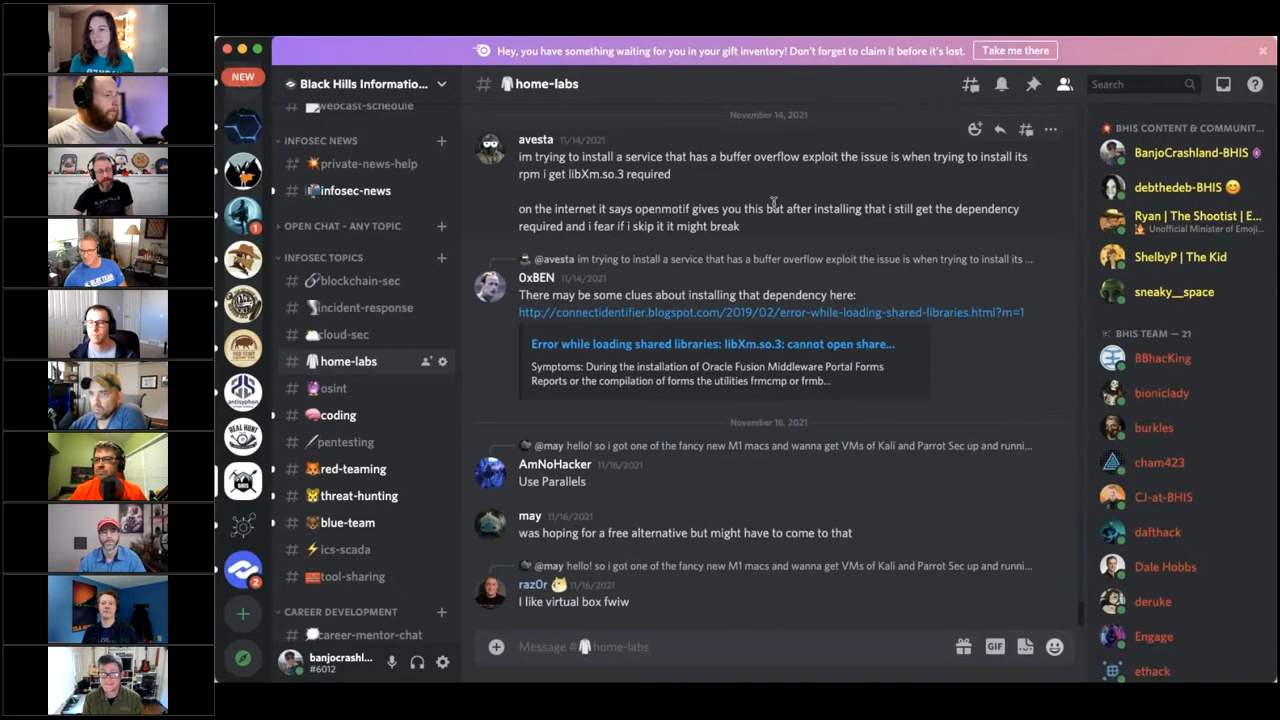 Hey, you have something waiting for you in your gift inventory! Don't forget to claim it before it's lost.
Take me there
NEW
Black Hills Informatio...
webcast-schedule
INFOSEC NEWS
private-news-help
infosec-news
OPEN CHAT - ANY TOPIC
INFOSEC TOPICS
blockchain-sec
incident-response
cloud-sec
home-labs
osint
coding
pentesting
red-teaming
threat-hunting
blue-team
ics-scada
tool-sharing
CAREER DEVELOPMENT
career-mentor-chat
banjocrashl...
#6012
1
antisyphon
REAL HUNT
BHIS
2
# home-labs
Search
November 14, 2021
avesta 11/14/2021
im trying to install a service that has a buffer overflow exploit the issue is when trying to install its
rpm i get libXm.so.3 required
on the internet it says openmotif gives you this but after installing that i still get the dependency
required and i fear if i skip it it might break
@avesta im trying to install a service that has a buffer overflow exploit the issue is when trying to install its ...
0xBEN 11/14/2021
There may be some clues about installing that dependency here:
http://connectidentifier.blogspot.com/2019/02/error-while-loading-shared-libraries.html?m=1
Error while loading shared libraries: libXm.so.3: cannot open share...
Symptoms: During the installation of Oracle Fusion Middleware Portal Forms
Reports or the compilation of forms the utilities frmcmp or frmb...
November 16, 2021
@may hello! so i got one of the fancy new M1 macs and wanna get VMs of Kali and Parrot Sec up and runni...
AmNoHacker 11/16/2021
Use Parallels
may 11/16/2021
was hoping for a free alternative but might have to come to that
@may hello! so i got one of the fancy new M1 macs and wanna get VMs of Kali and Parrot Sec up and runni...
raz0r 11/16/2021
I like virtual box fwiw
Message # home-labs
GIF
BHIS CONTENT & COMMUNIT...
BanjoCrashland-BHIS
debthedeb-BHIS
Ryan | The Shootist | E...
Unofficial Minister of Emoji...
ShelbyP | The Kid
sneaky__space
BHIS TEAM — 21
BBhacKing
bioniclady
burkles
cham423
CJ-at-BHIS
dafthack
Dale Hobbs
deruke
Engage
ethack